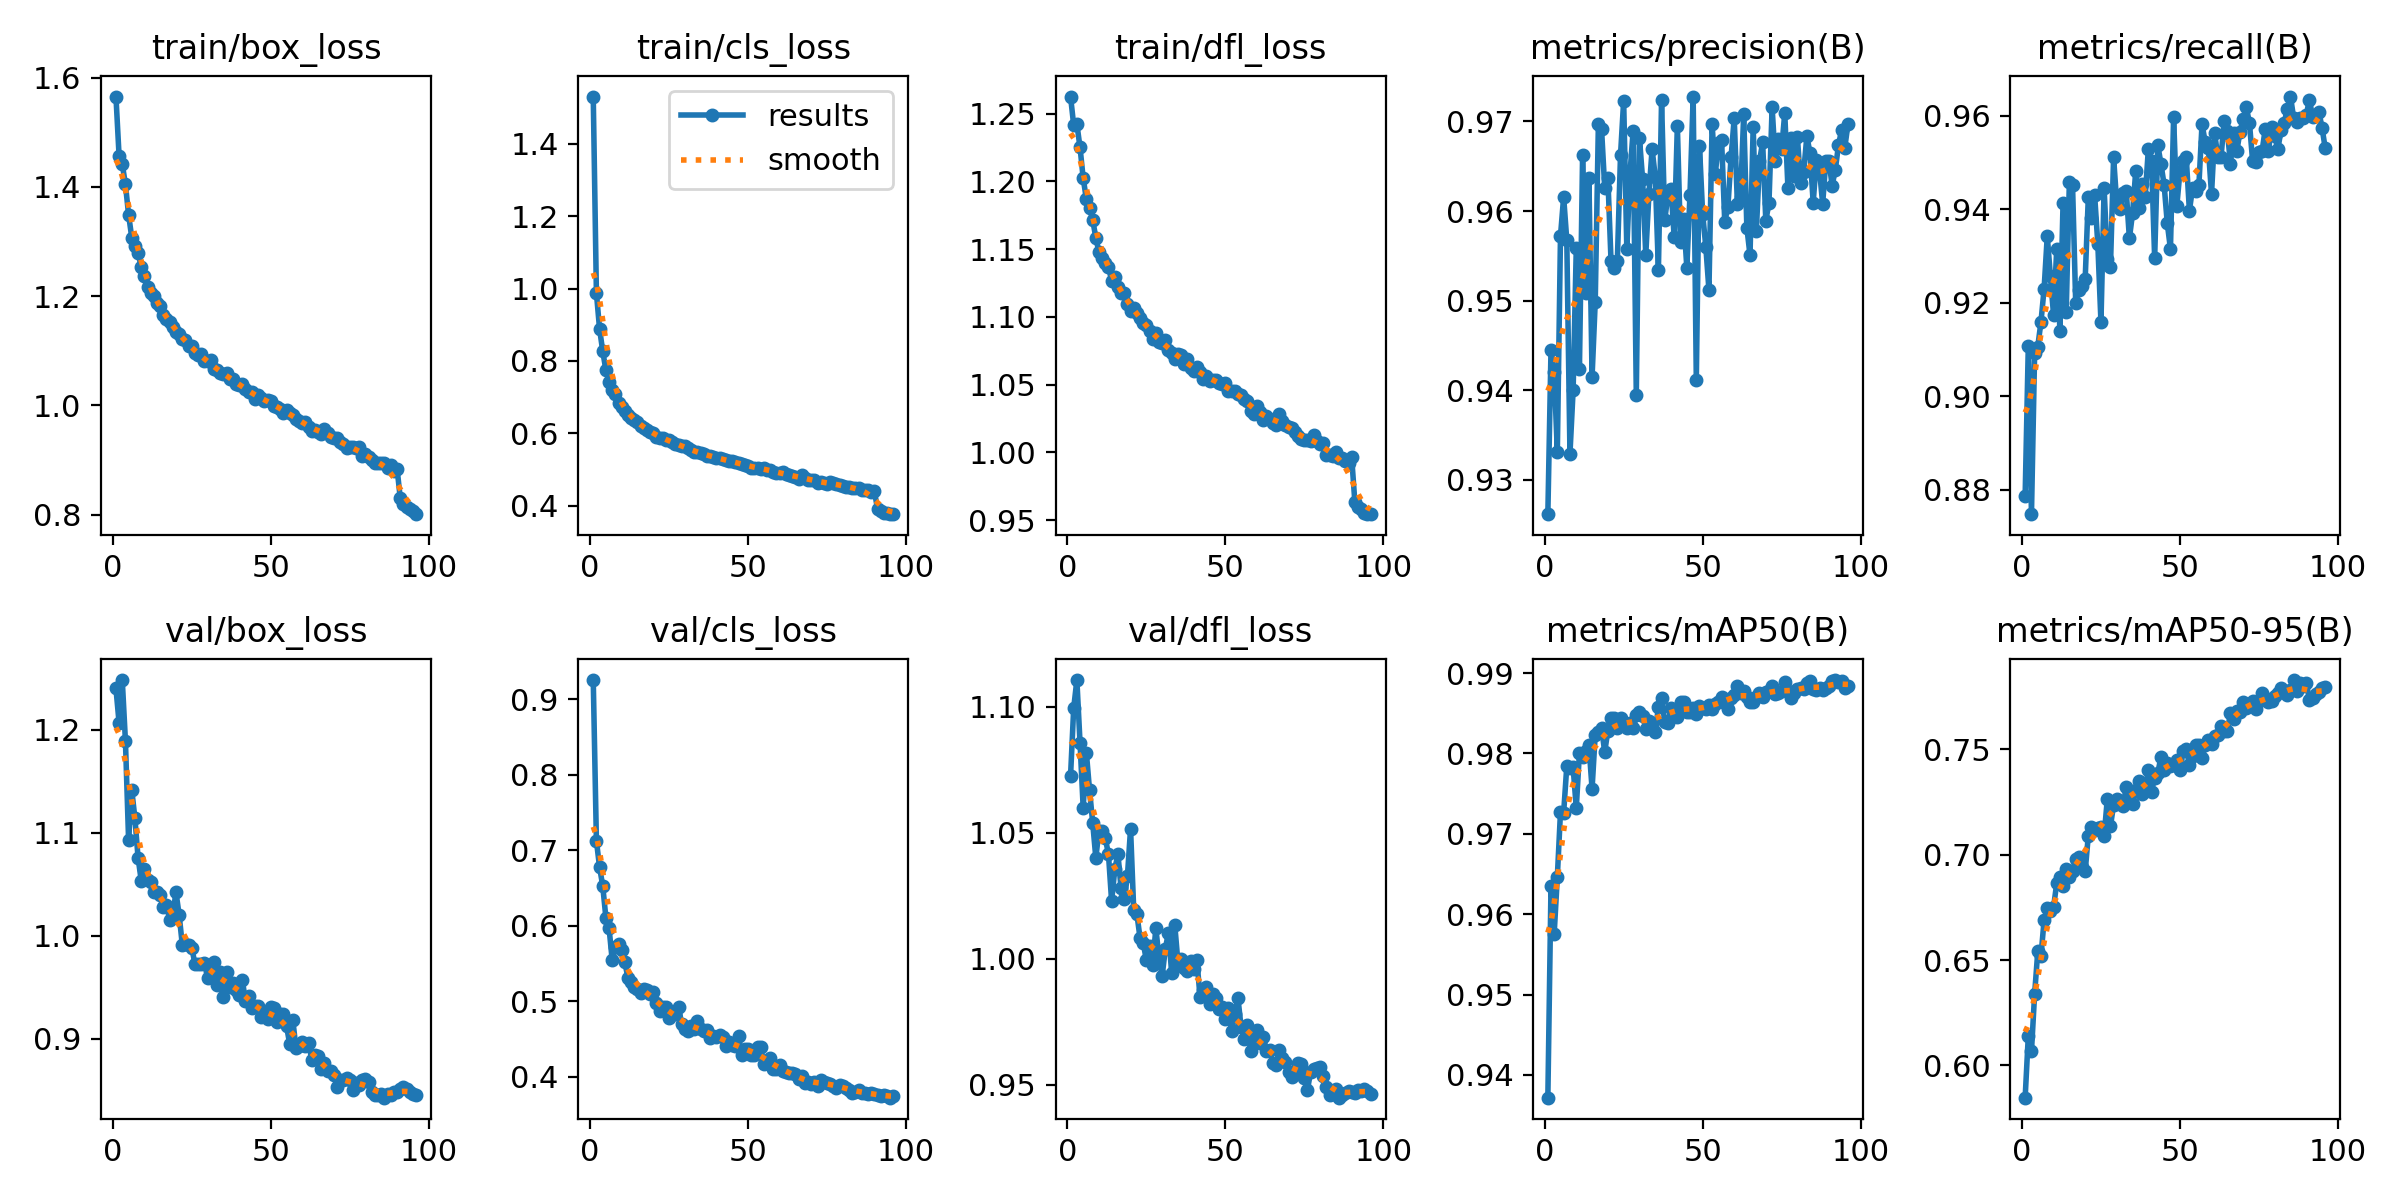 train/box_loss
1.6
1.4
1.2
1.0
0.8
0 50 100
train/cls_loss
results
smooth
1.4
1.2
1.0
0.8
0.6
0.4
0 50 100
train/dfl_loss
1.25
1.20
1.15
1.10
1.05
1.00
0.95
0 50 100
metrics/precision(B)
0.97
0.96
0.95
0.94
0.93
0 50 100
metrics/recall(B)
0.96
0.94
0.92
0.90
0.88
0 50 100
val/box_loss
1.2
1.1
1.0
0.9
0 50 100
val/cls_loss
0.9
0.8
0.7
0.6
0.5
0.4
0 50 100
val/dfl_loss
1.10
1.05
1.00
0.95
0 50 100
metrics/mAP50(B)
0.99
0.98
0.97
0.96
0.95
0.94
0 50 100
metrics/mAP50-95(B)
0.75
0.70
0.65
0.60
0 50 100